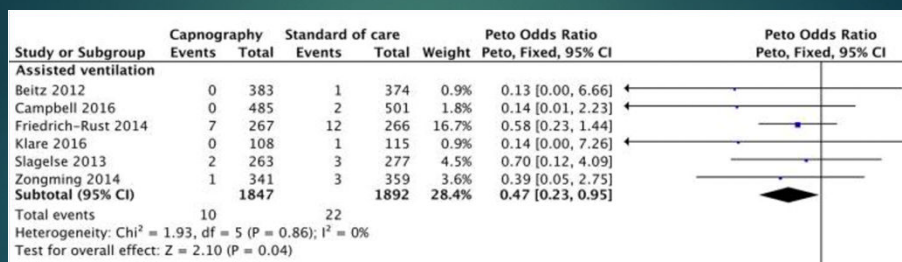 Capnography Standard of care Peto Odds Ratio Peto Odds Ratio
Study or Subgroup Events Total Events Total Weight Peto, Fixed, 95% CI Peto, Fixed, 95% CI
Assisted ventilation
Beitz 2012 0 383 1 374 0.9% 0.13 [0.00, 6.66]
Campbell 2016 0 485 2 501 1.8% 0.14 [0.01, 2.23]
Friedrich-Rust 2014 7 267 12 266 16.7% 0.58 [0.23, 1.44]
Klare 2016 0 108 1 115 0.9% 0.14 [0.00, 7.26]
Slagelse 2013 2 263 3 277 4.5% 0.70 [0.12, 4.09]
Zongming 2014 1 341 3 359 3.6% 0.39 [0.05, 2.75]
Subtotal (95% CI) 1847 1892 28.4% 0.47 [0.23, 0.95]
Total events 10 22
Heterogeneity: Chi² = 1.93, df = 5 (P = 0.86); I² = 0%
Test for overall effect: Z = 2.10 (P = 0.04)